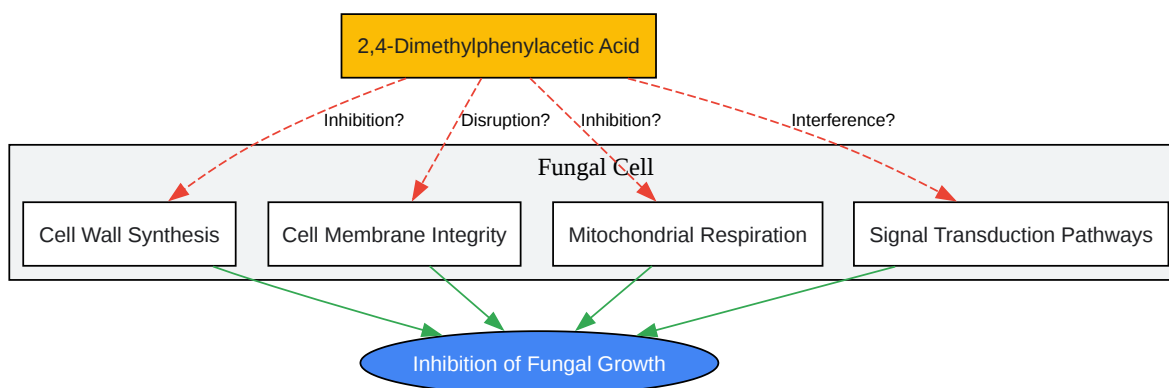 2,4-Dimethylphenylacetic Acid
Inhibition?
Disruption?
Inhibition?
Interference?
Fungal Cell
Cell Wall Synthesis
Cell Membrane Integrity
Mitochondrial Respiration
Signal Transduction Pathways
Inhibition of Fungal Growth